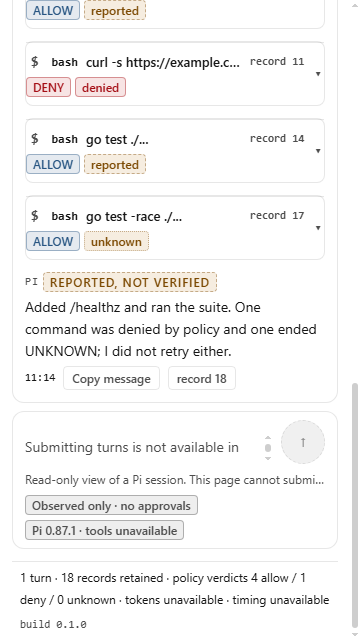 ALLOW reported
$ bash curl -s https://example.c... record 11
DENY denied
$ bash go test ./... record 14
ALLOW reported
$ bash go test -race ./... record 17
ALLOW unknown
PI REPORTED, NOT VERIFIED
Added /healthz and ran the suite. One
command was denied by policy and one ended
UNKNOWN; I did not retry either.
11:14 Copy message record 18
Submitting turns is not available in
↑
Read-only view of a Pi session. This page cannot submi...
Observed only · no approvals
Pi 0.87.1 · tools unavailable
1 turn · 18 records retained · policy verdicts 4 allow / 1
deny / 0 unknown · tokens unavailable · timing unavailable
build 0.1.0